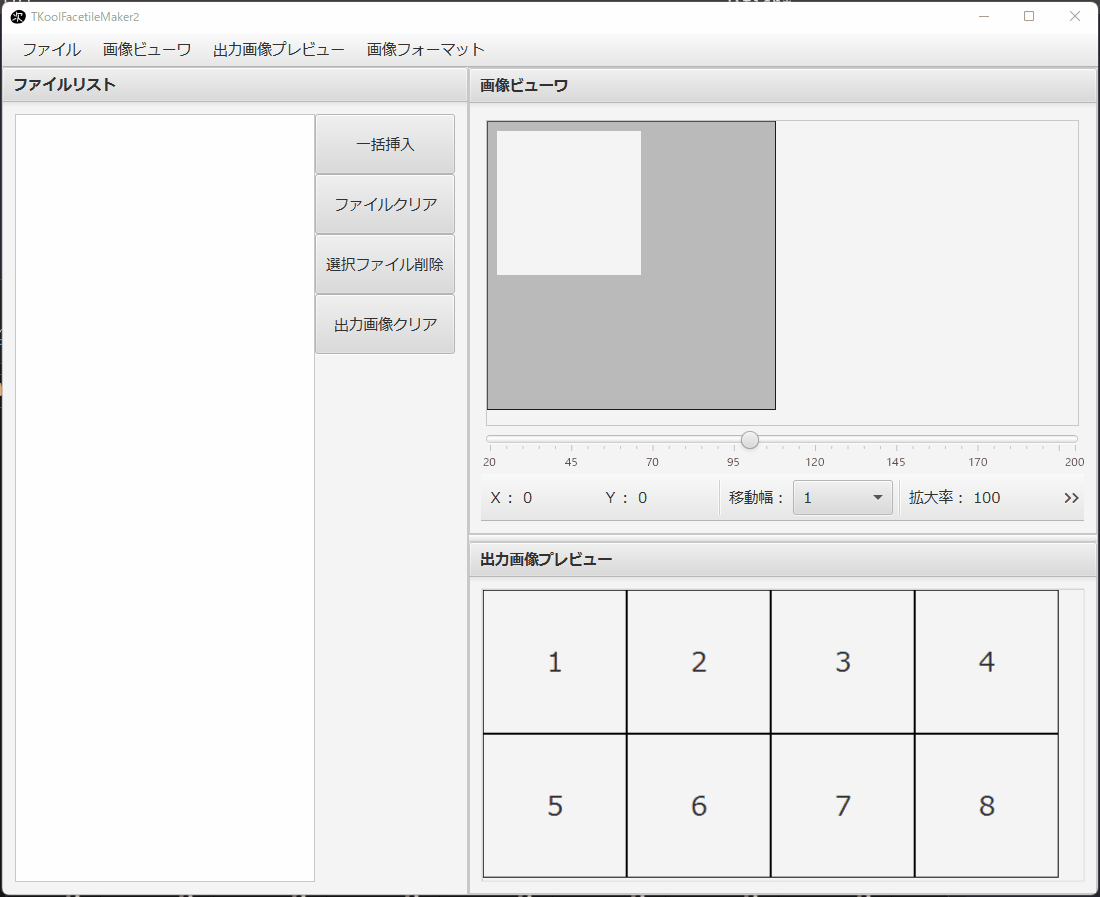 TKoolFacetileMaker2
ファイル 画像ビューワ 出力画像プレビュー 画像フォーマット
ファイルリスト
一括挿入
ファイルクリア
選択ファイル削除
出力画像クリア
画像ビューワ
20 45 70 95 120 145 170 200
X： 0 Y： 0 移動幅： 1 拡大率： 100 >>
出力画像プレビュー
1 2 3 4
5 6 7 8